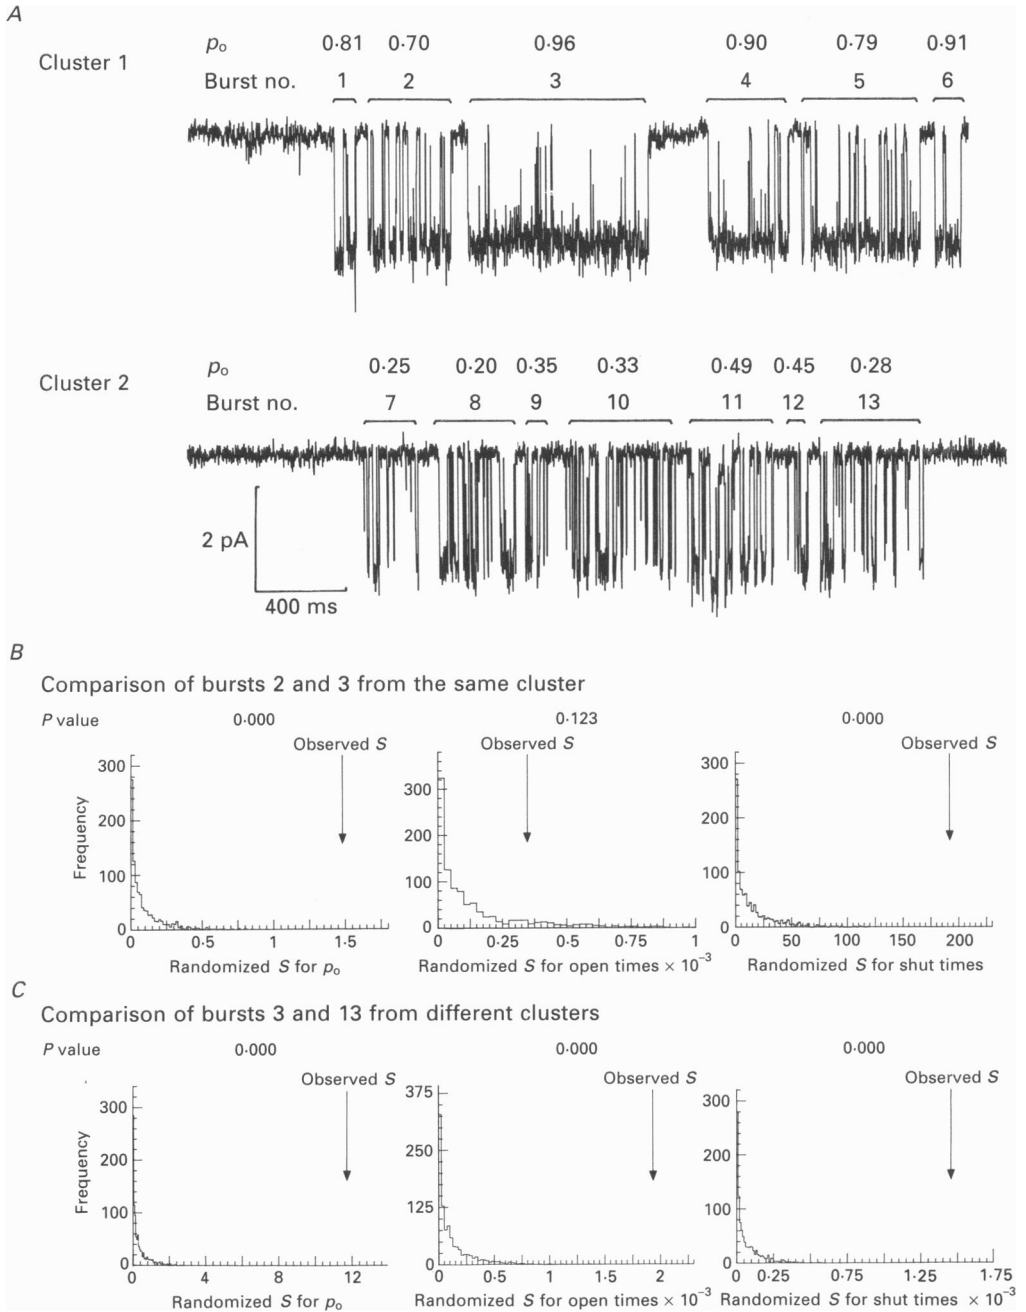 A
Cluster 1
pₒ 0·81 0·70 0·96 0·90 0·79 0·91
Burst no. 1 2 3 4 5 6
Cluster 2
pₒ 0·25 0·20 0·35 0·33 0·49 0·45 0·28
Burst no. 7 8 9 10 11 12 13
2 pA
400 ms
B
Comparison of bursts 2 and 3 from the same cluster
P value 0·000 0·123 0·000
Observed S Observed S Observed S
Frequency
300
200
100
0
0 0·5 1 1·5
Randomized S for pₒ
300
200
100
0
0 0·25 0·5 0·75 1
Randomized S for open times × 10⁻³
300
200
100
0
0 50 100 150 200
Randomized S for shut times
C
Comparison of bursts 3 and 13 from different clusters
P value 0·000 0·000 0·000
Observed S Observed S Observed S
Frequency
300
200
100
0
0 4 8 12
Randomized S for pₒ
375
250
125
0
0 0·5 1 1·5 2
Randomized S for open times × 10⁻³
300
200
100
0
0 0·25 0·75 1·25 1·75
Randomized S for shut times × 10⁻³